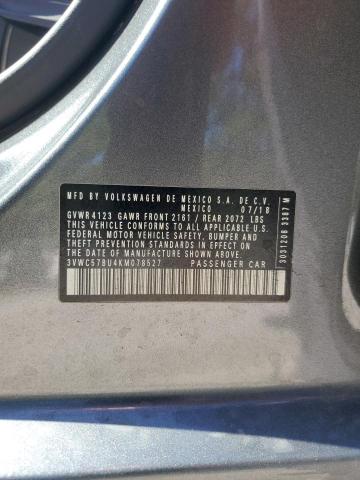 MFD BY VOLKSWAGEN DE MEXICO S.A. DE C.V.
MEXICO 07/18
GVWR 4123 GAWR FRONT 2161 / REAR 2072 LBS
THIS VEHICLE CONFORMS TO ALL APPLICABLE U.S.
FEDERAL MOTOR VEHICLE SAFETY, BUMPER AND
THEFT PREVENTION STANDARDS IN EFFECT ON
THE DATE OF MANUFACTURE SHOWN ABOVE.
3VWC57BU4KM078527 PASSENGER CAR
3031208 3387 M